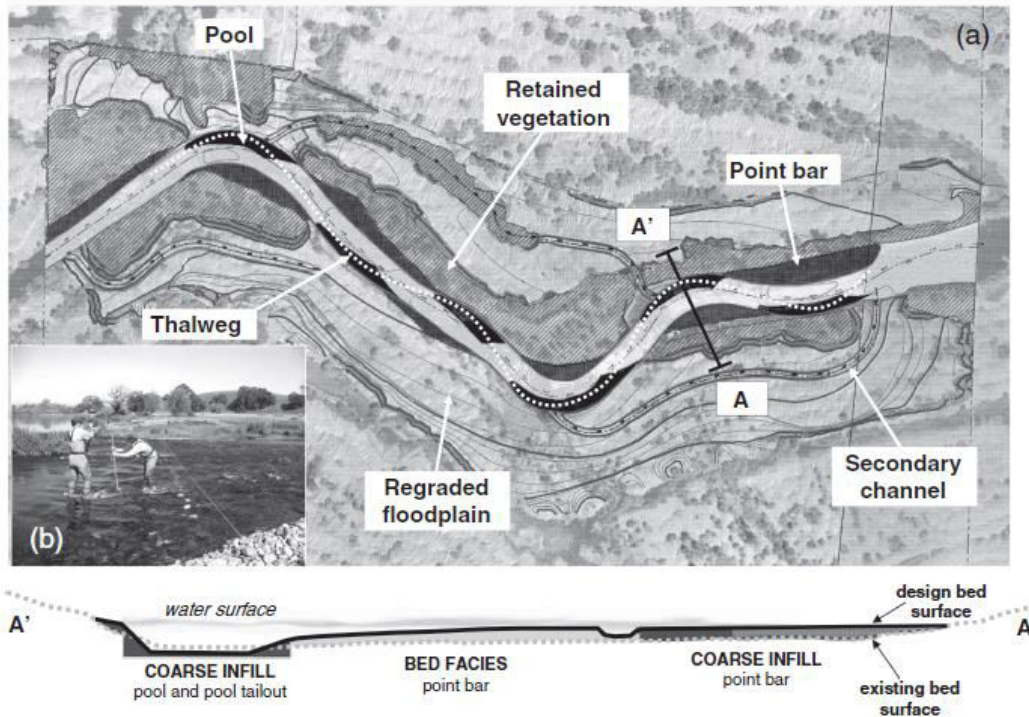 (a)
Pool
Retained
vegetation
Point bar
A'
Thalweg
A
Regraded
floodplain
Secondary
channel
(b)
A'
water surface
design bed
surface
A
COARSE INFILL
pool and pool tailout
BED FACIES
point bar
COARSE INFILL
point bar
existing bed
surface